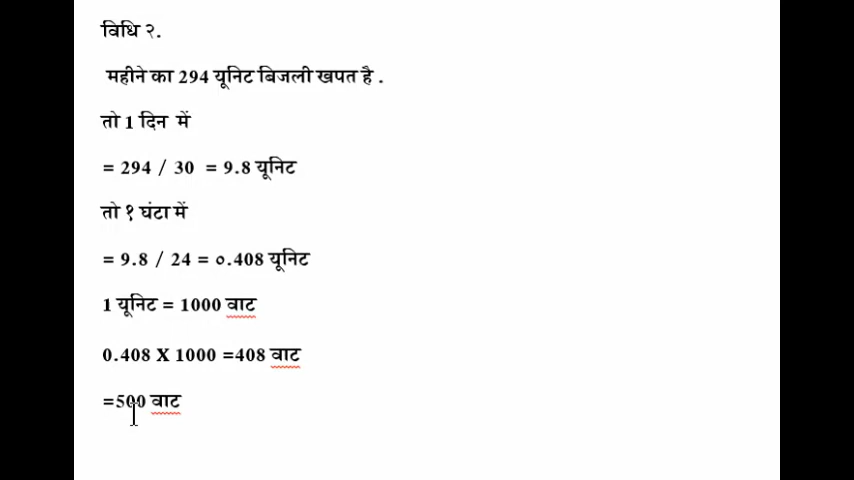 विधि २.
महीने का 294 यूनिट बिजली खपत है .
तो 1 दिन में
= 294 / 30 = 9.8 यूनिट
तो १ घंटा में
= 9.8 / 24 = ०.408 यूनिट
1 यूनिट = 1000 वाट
0.408 X 1000 =408 वाट
=500 वाट